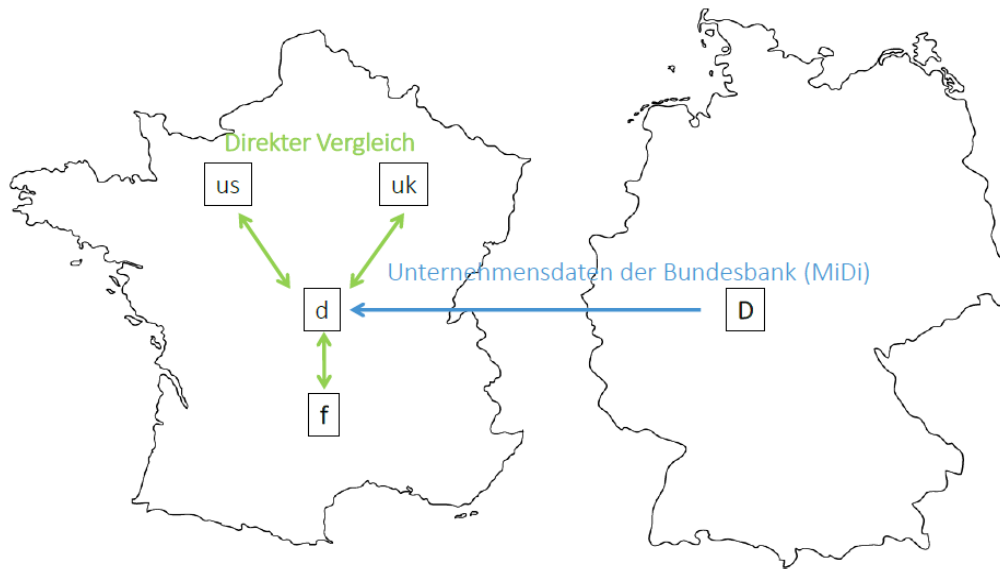 Direkter Vergleich
us
uk
Unternehmensdaten der Bundesbank (MiDi)
d
D
f